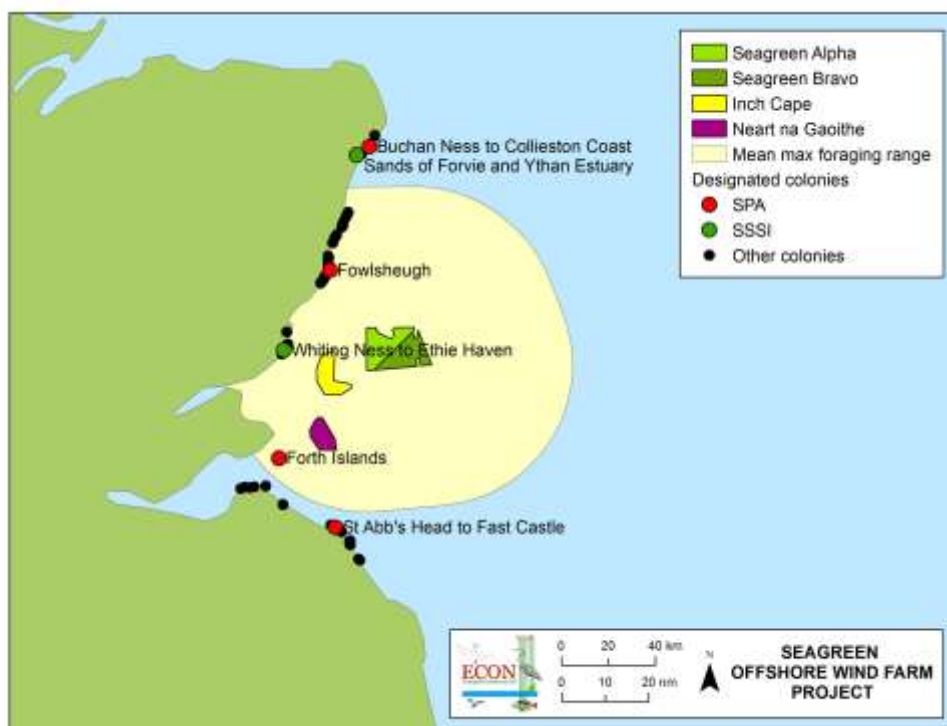 Seagreen Alpha
Seagreen Bravo
Inch Cape
Neart na Gaoithe
Mean max foraging range
Designated colonies
SPA
SSSI
Other colonies
Buchan Ness to Collieston Coast
Sands of Forvie and Ythan Estuary
Fowlsheugh
Whiting Ness to Ethie Haven
Forth Islands
St Abb's Head to Fast Castle
ECON
0 20 40 km
0 10 20 nm
N
SEAGREEN
OFFSHORE WIND FARM
PROJECT